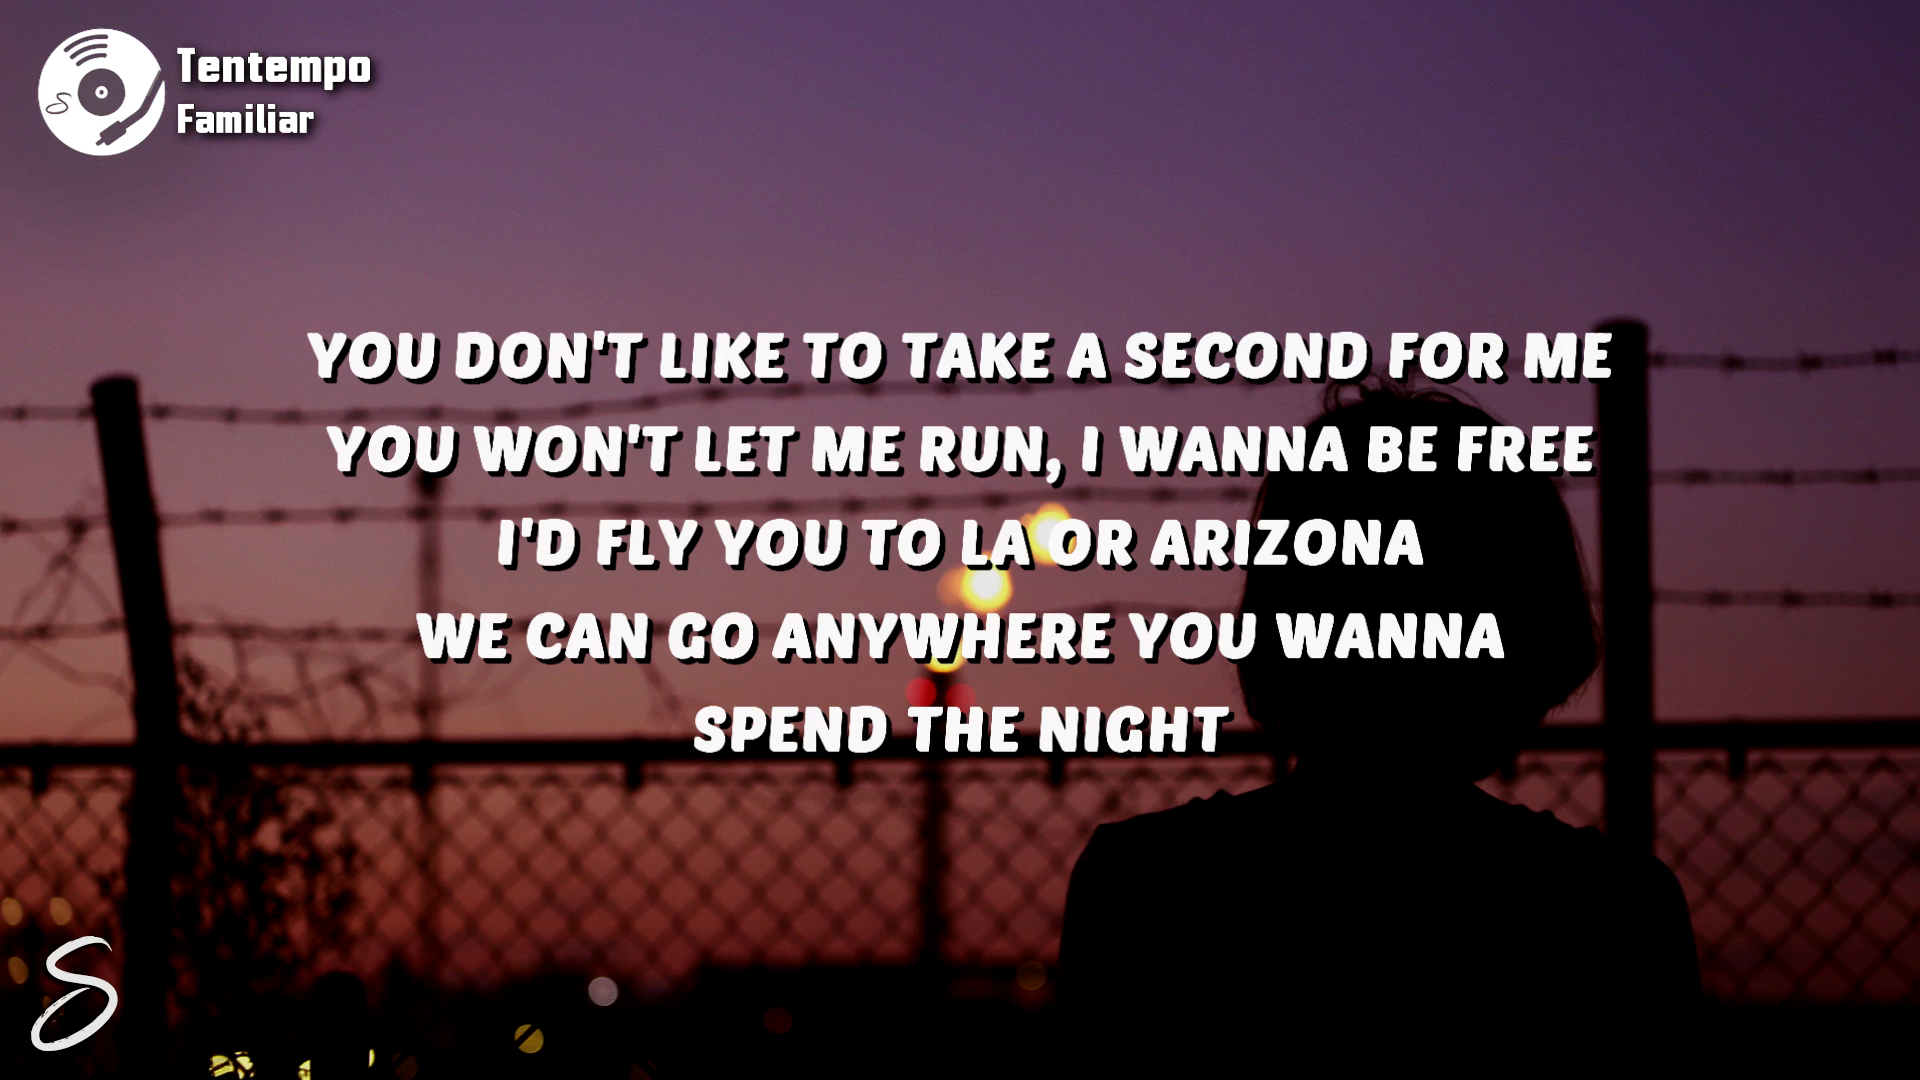 Tentempo
Familiar
YOU DON'T LIKE TO TAKE A SECOND FOR ME
YOU WON'T LET ME RUN, I WANNA BE FREE
I'D FLY YOU TO LA OR ARIZONA
WE CAN GO ANYWHERE YOU WANNA
SPEND THE NIGHT
S